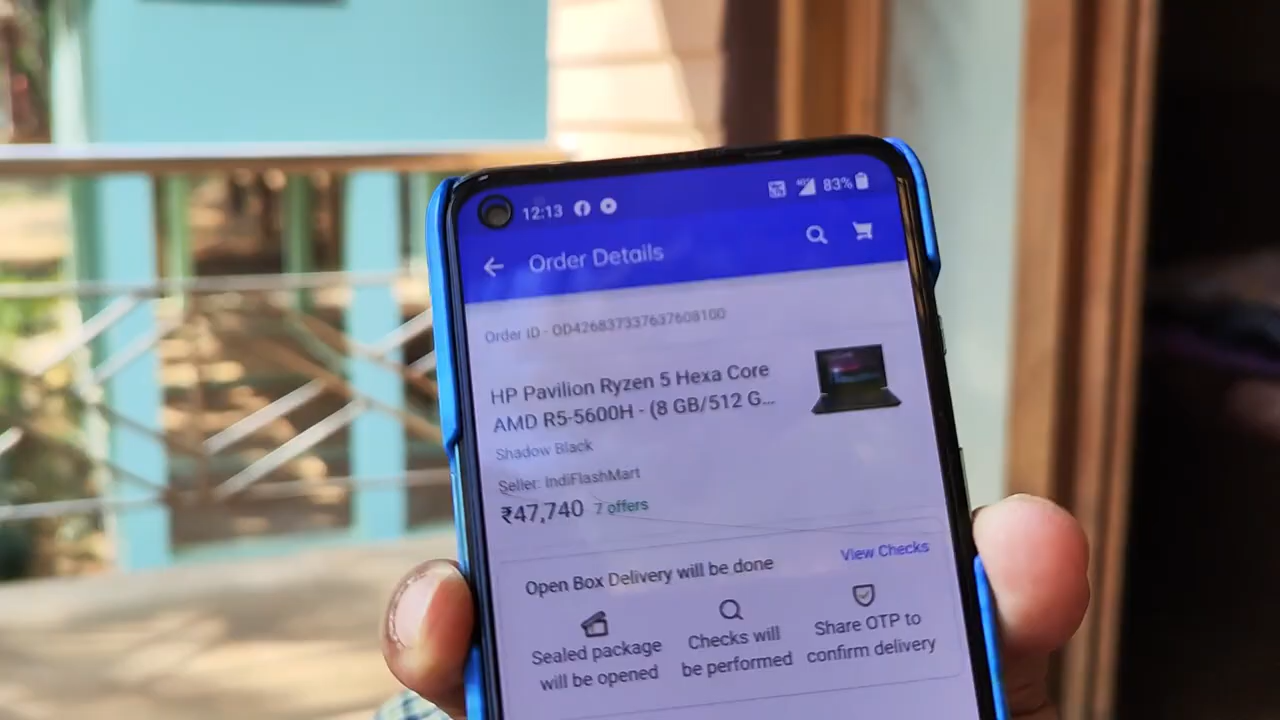 12:13
83%
Order Details
Order ID - OD426837337637608100
HP Pavilion Ryzen 5 Hexa Core
AMD R5-5600H - (8 GB/512 G...
Shadow Black
Seller: IndiFlashMart
₹47,740 7 offers
Open Box Delivery will be done
View Checks
Sealed package
will be opened
Checks will
be performed
Share OTP to
confirm delivery